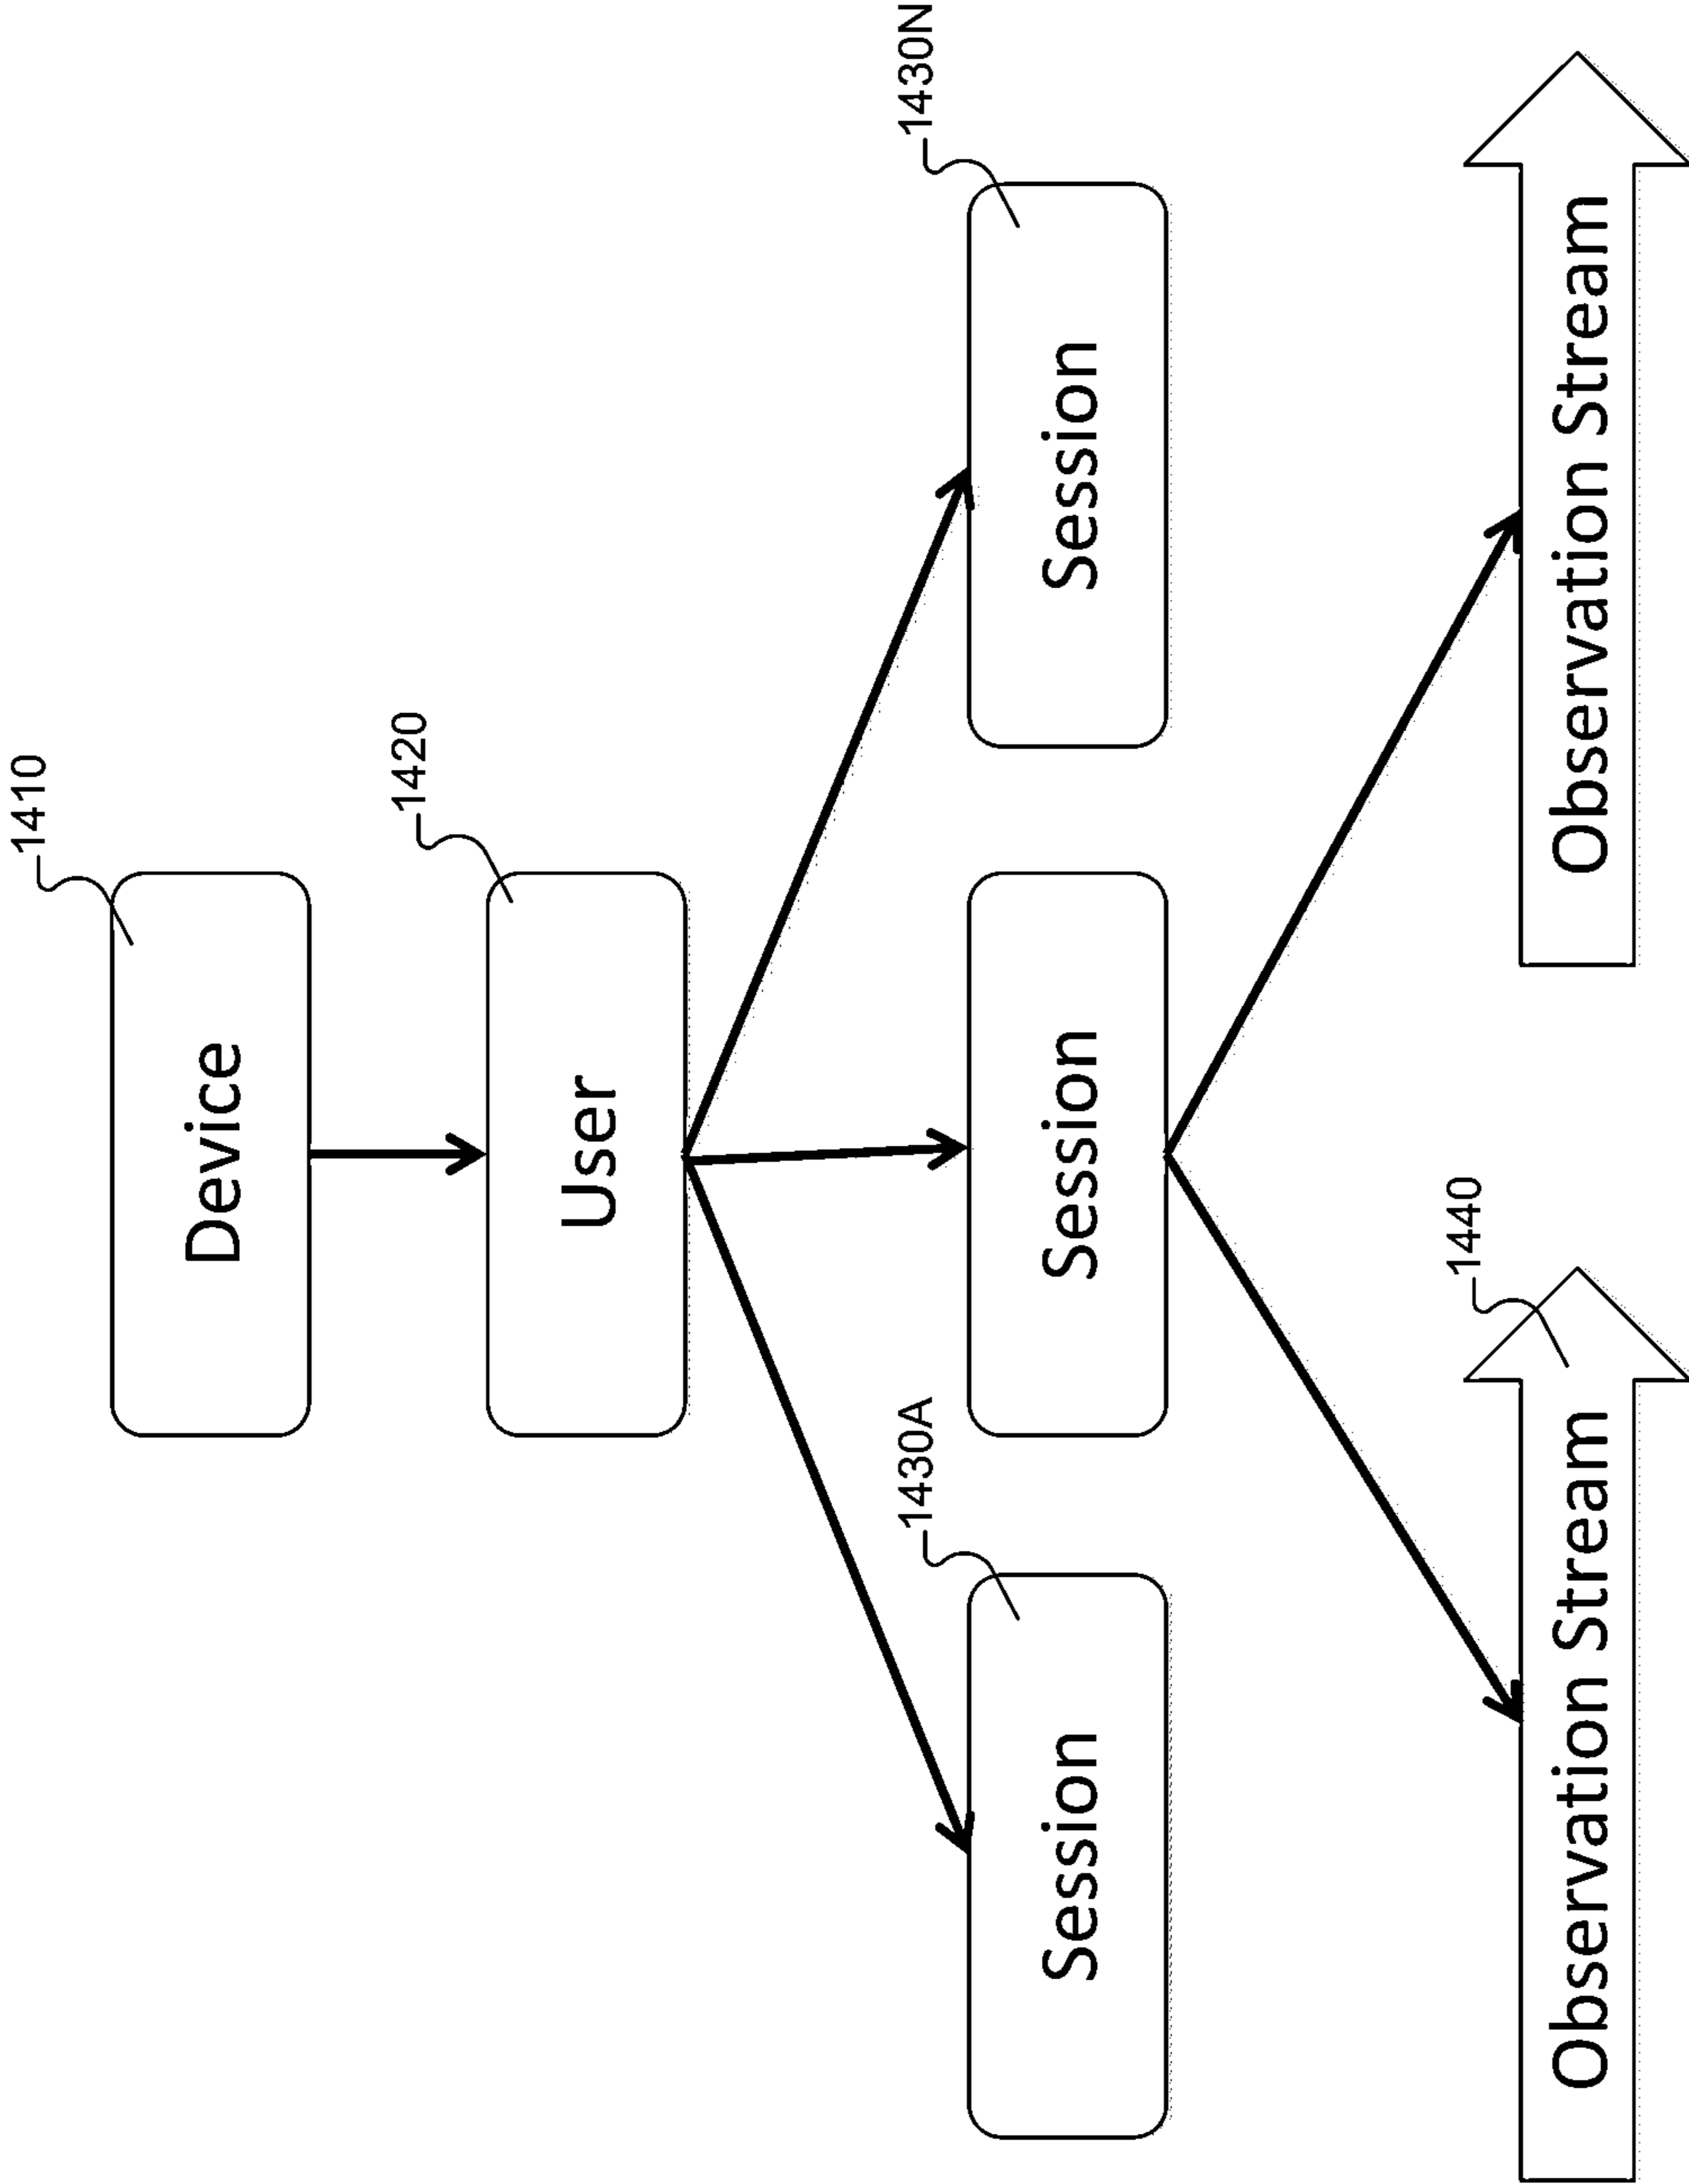 1410
Device
1420
User
1430A
1430N
Session
Session
Session
1440
Observation Stream
Observation Stream